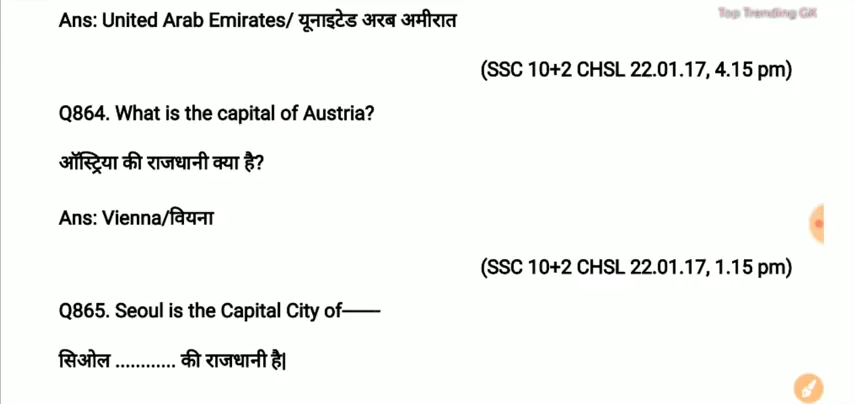 Top Trending GK
Ans: United Arab Emirates/ यूनाइटेड अरब अमीरात
(SSC 10+2 CHSL 22.01.17, 4.15 pm)
Q864. What is the capital of Austria?
ऑस्ट्रिया की राजधानी क्या है?
Ans: Vienna/वियना
(SSC 10+2 CHSL 22.01.17, 1.15 pm)
Q865. Seoul is the Capital City of——
सिओल ............ की राजधानी है|